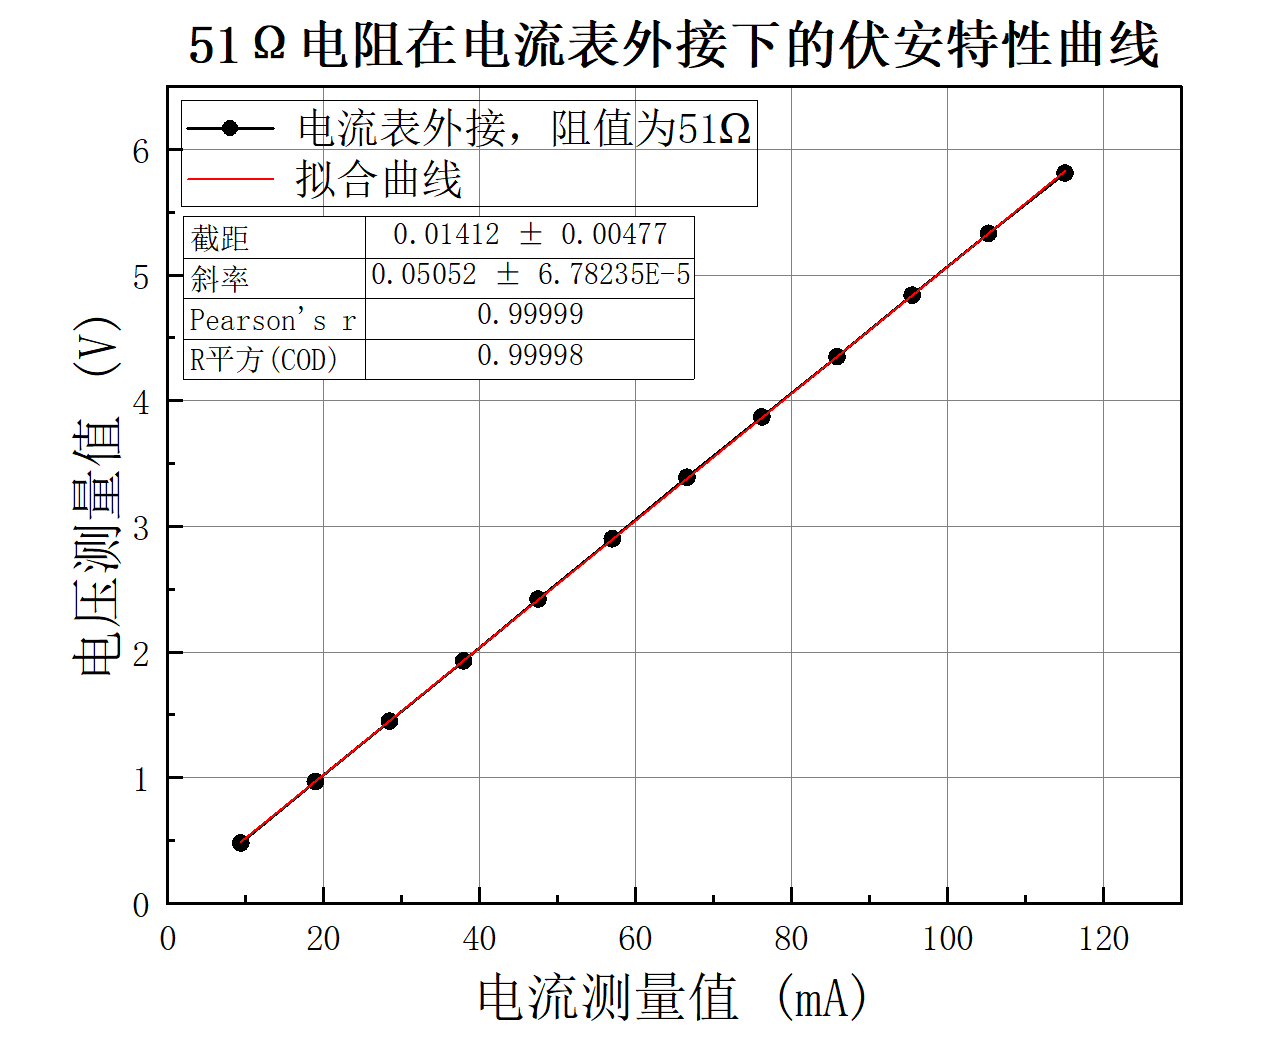 51Ω电阻在电流表外接下的伏安特性曲线
电流表外接，阻值为51Ω
拟合曲线
截距 0.01412 ± 0.00477
斜率 0.05052 ± 6.78235E-5
Pearson's r 0.99999
R平方(COD) 0.99998
电压测量值 (V)
6
5
4
3
2
1
0
0 20 40 60 80 100 120
电流测量值 (mA)